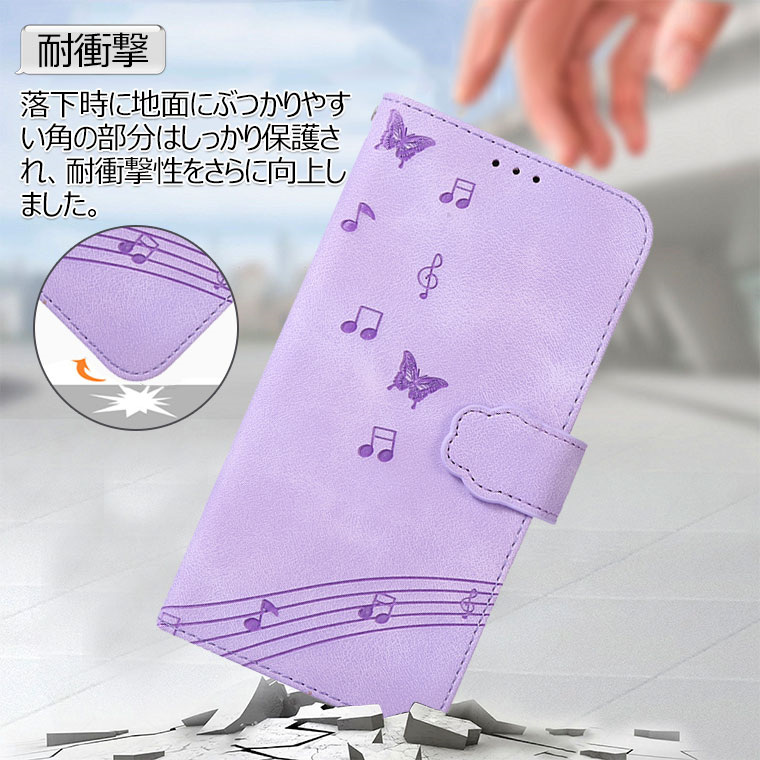 耐衝撃
落下時に地面にぶつかりやす
い角の部分はしっかり保護さ
れ、耐衝撃性をさらに向上し
ました。